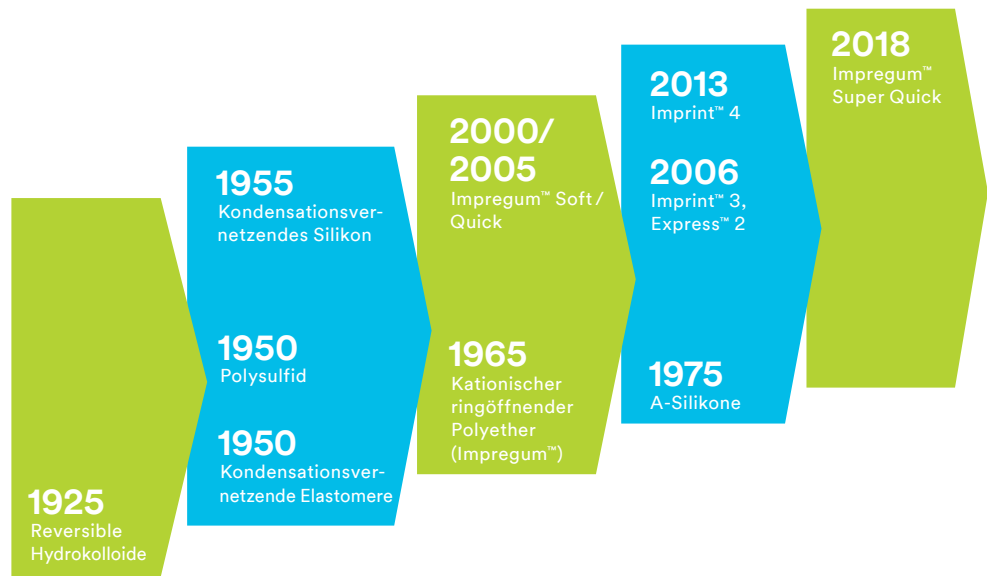 1925
Reversible
Hydrokolloide
1955
Kondensationsver-
netzendes Silikon
1950
Polysulfid
1950
Kondensationsver-
netzende Elastomere
2000/
2005
Impregum™ Soft/
Quick
1965
Kationischer
ringöffnender
Polyether
(Impregum™)
2013
Imprint™ 4
2006
Imprint™ 3,
Express™ 2
1975
A-Silikone
2018
Impregum™
Super Quick